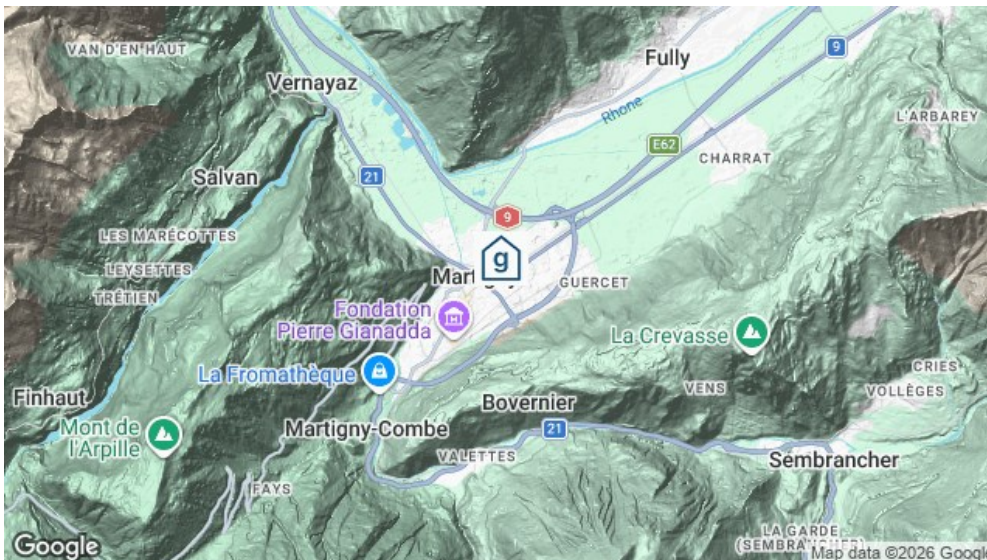 VAN D'EN HAUT
Vernayaz
Fully
9
Rhone
L'ARBAREY
E62
CHARRAT
Salvan
21
LES MARÉCOTTES
9
LEYSETTES
g
TRÉTIEN
GUERCET
Fondation
Pierre Gianadda
La Crevasse
La Fromathèque
CRIES
VENS
VOLLÈGES
Finhaut
Bovernier
Mont de
l'Arpille
Martigny-Combe
21
VALETTES
Sembrancher
FAYS
LA GARDE
(SEMBRANCHER)
Google
Map data ©2026 Google